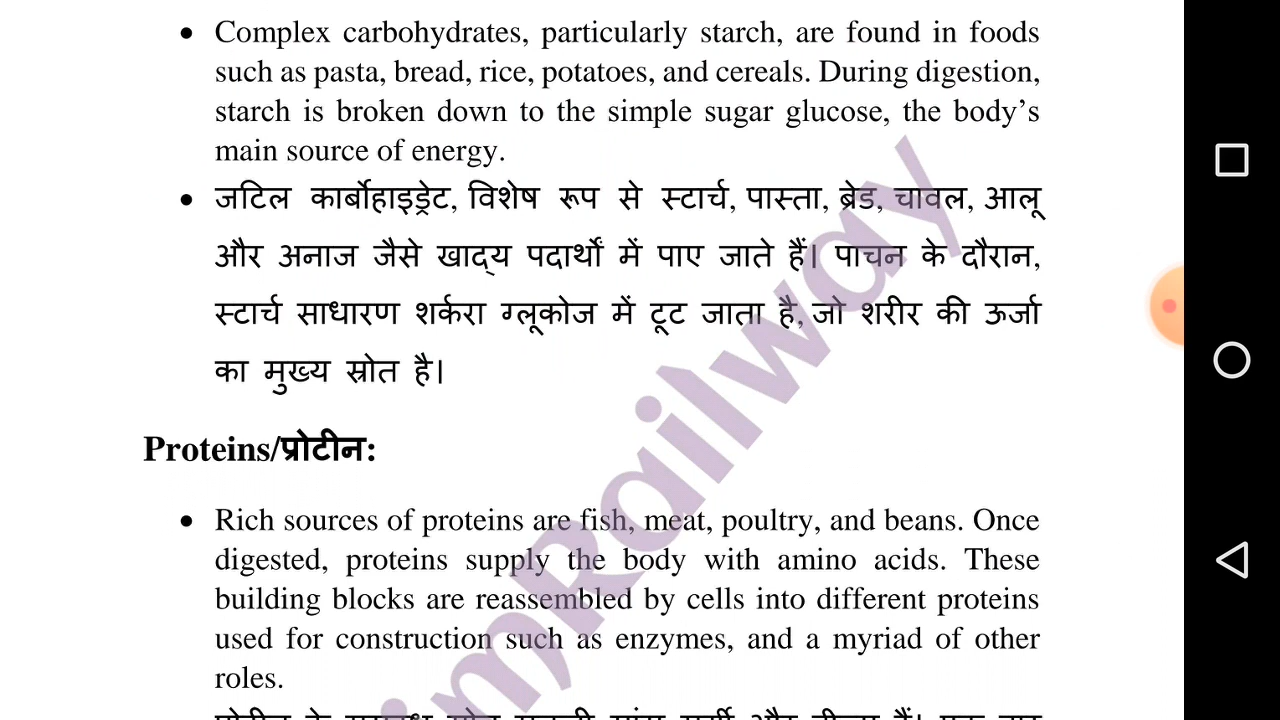 Complex carbohydrates, particularly starch, are found in foods
such as pasta, bread, rice, potatoes, and cereals. During digestion,
starch is broken down to the simple sugar glucose, the body’s
main source of energy.
जटिल कार्बोहाइड्रेट, विशेष रूप से स्टार्च, पास्ता, ब्रेड, चावल, आलू
और अनाज जैसे खाद्य पदार्थों में पाए जाते हैं। पाचन के दौरान,
स्टार्च साधारण शर्करा ग्लूकोज में टूट जाता है, जो शरीर की ऊर्जा
का मुख्य स्रोत है।
Proteins/प्रोटीन:
Rich sources of proteins are fish, meat, poultry, and beans. Once
digested, proteins supply the body with amino acids. These
building blocks are reassembled by cells into different proteins
used for construction such as enzymes, and a myriad of other
roles.
imRailway